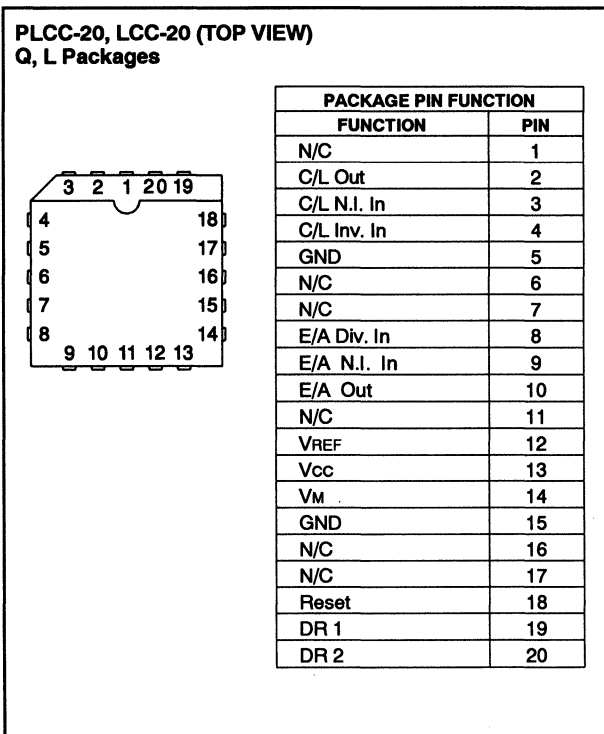 PLCC-20, LCC-20 (TOP VIEW)
Q, L Packages
3 2 1 20 19
4 18
5 17
6 16
7 15
8 14
9 10 11 12 13
PACKAGE PIN FUNCTION
FUNCTION PIN
N/C 1
C/L Out 2
C/L N.I. In 3
C/L Inv. In 4
GND 5
N/C 6
N/C 7
E/A Div. In 8
E/A N.I. In 9
E/A Out 10
N/C 11
VREF 12
VCC 13
VM 14
GND 15
N/C 16
N/C 17
Reset 18
DR 1 19
DR 2 20